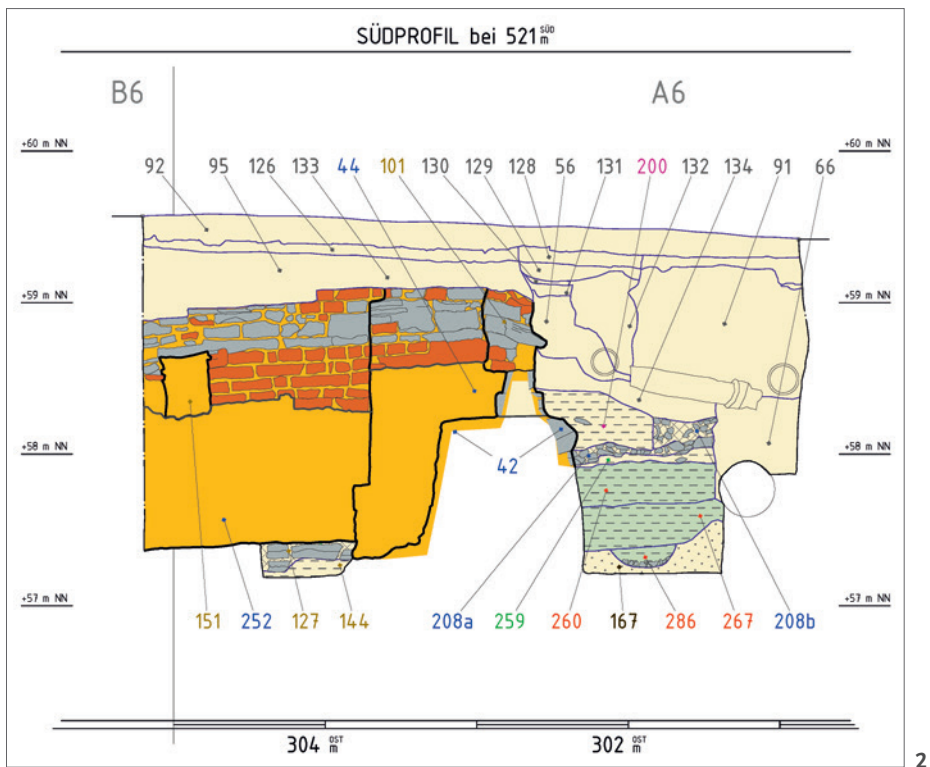 SÜDPROFIL bei 521 SÜD m
B6 A6
+60 m NN +60 m NN
92 95 126 133 44 101 130 129 128 56 131 200 132 134 91 66
+59 m NN +59 m NN
+58 m NN +58 m NN
42
+57 m NN +57 m NN
151 252 127 144 208a 259 260 167 286 267 208b
304 OST m 302 OST m
2